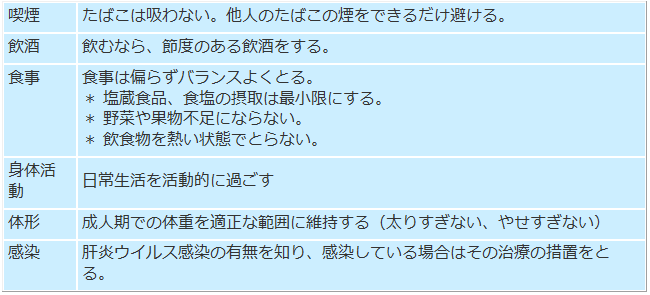 喫煙 たばこは吸わない。他人のたばこの煙をできるだけ避ける。
飲酒 飲むなら、節度のある飲酒をする。
食事 食事は偏らずバランスよくとる。
＊ 塩蔵食品、食塩の摂取は最小限にする。
＊ 野菜や果物不足にならない。
＊ 飲食物を熱い状態でとらない。
身体活動 日常生活を活動的に過ごす
体形 成人期での体重を適正な範囲に維持する（太りすぎない、やせすぎない）
感染 肝炎ウイルス感染の有無を知り、感染している場合はその治療の措置をと
る。